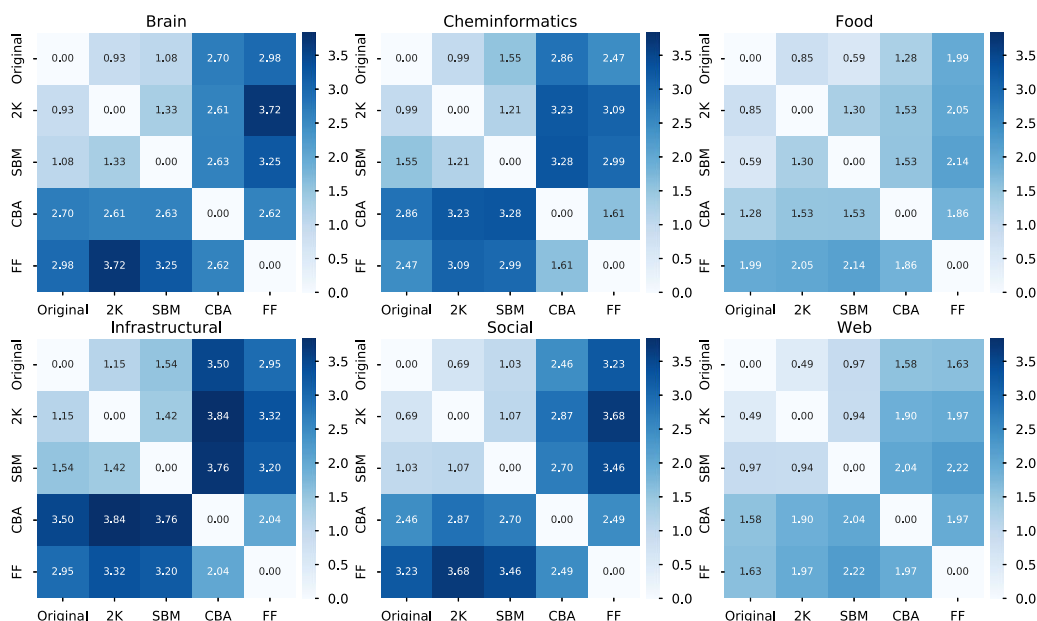 Brain
Cheminformatics
Food
Original 0.00 0.93 1.08 2.70 2.98
2K 0.93 0.00 1.33 2.61 3.72
SBM 1.08 1.33 0.00 2.63 3.25
CBA 2.70 2.61 2.63 0.00 2.62
FF 2.98 3.72 3.25 2.62 0.00
Original 2K SBM CBA FF
3.5
3.0
2.5
2.0
1.5
1.0
0.5
0.0
Original 0.00 0.99 1.55 2.86 2.47
2K 0.99 0.00 1.21 3.23 3.09
SBM 1.55 1.21 0.00 3.28 2.99
CBA 2.86 3.23 3.28 0.00 1.61
FF 2.47 3.09 2.99 1.61 0.00
Original 2K SBM CBA FF
3.5
3.0
2.5
2.0
1.5
1.0
0.5
0.0
Original 0.00 0.85 0.59 1.28 1.99
2K 0.85 0.00 1.30 1.53 2.05
SBM 0.59 1.30 0.00 1.53 2.14
CBA 1.28 1.53 1.53 0.00 1.86
FF 1.99 2.05 2.14 1.86 0.00
Original 2K SBM CBA FF
3.5
3.0
2.5
2.0
1.5
1.0
0.5
0.0
Infrastructural
Social
Web
Original 0.00 1.15 1.54 3.50 2.95
2K 1.15 0.00 1.42 3.84 3.32
SBM 1.54 1.42 0.00 3.76 3.20
CBA 3.50 3.84 3.76 0.00 2.04
FF 2.95 3.32 3.20 2.04 0.00
Original 2K SBM CBA FF
3.5
3.0
2.5
2.0
1.5
1.0
0.5
0.0
Original 0.00 0.69 1.03 2.46 3.23
2K 0.69 0.00 1.07 2.87 3.68
SBM 1.03 1.07 0.00 2.70 3.46
CBA 2.46 2.87 2.70 0.00 2.49
FF 3.23 3.68 3.46 2.49 0.00
Original 2K SBM CBA FF
3.5
3.0
2.5
2.0
1.5
1.0
0.5
0.0
Original 0.00 0.49 0.97 1.58 1.63
2K 0.49 0.00 0.94 1.90 1.97
SBM 0.97 0.94 0.00 2.04 2.22
CBA 1.58 1.90 2.04 0.00 1.97
FF 1.63 1.97 2.22 1.97 0.00
Original 2K SBM CBA FF
3.5
3.0
2.5
2.0
1.5
1.0
0.5
0.0